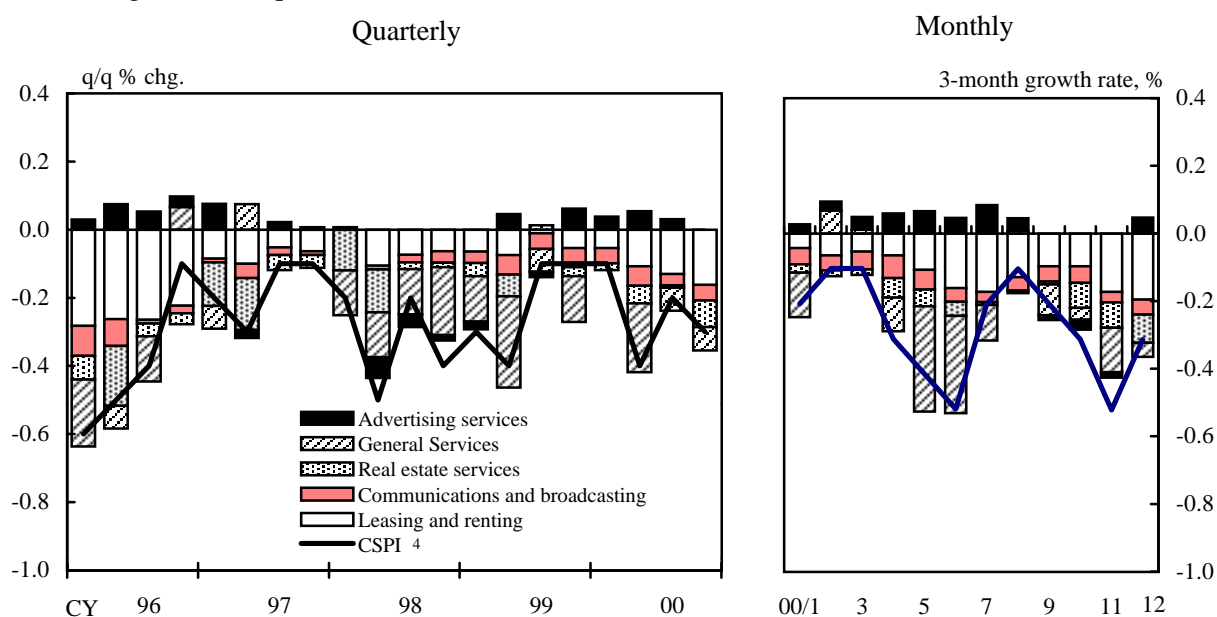 Quarterly
Monthly
q/q % chg.
3-month growth rate, %
0.4
0.2
0.0
-0.2
-0.4
-0.6
-0.8
-1.0
Advertising services
General Services
Real estate services
Communications and broadcasting
Leasing and renting
CSPI 4
CY 96 97 98 99 00
0.4
0.2
0.0
-0.2
-0.4
-0.6
-0.8
-1.0
00/1 3 5 7 9 11 12